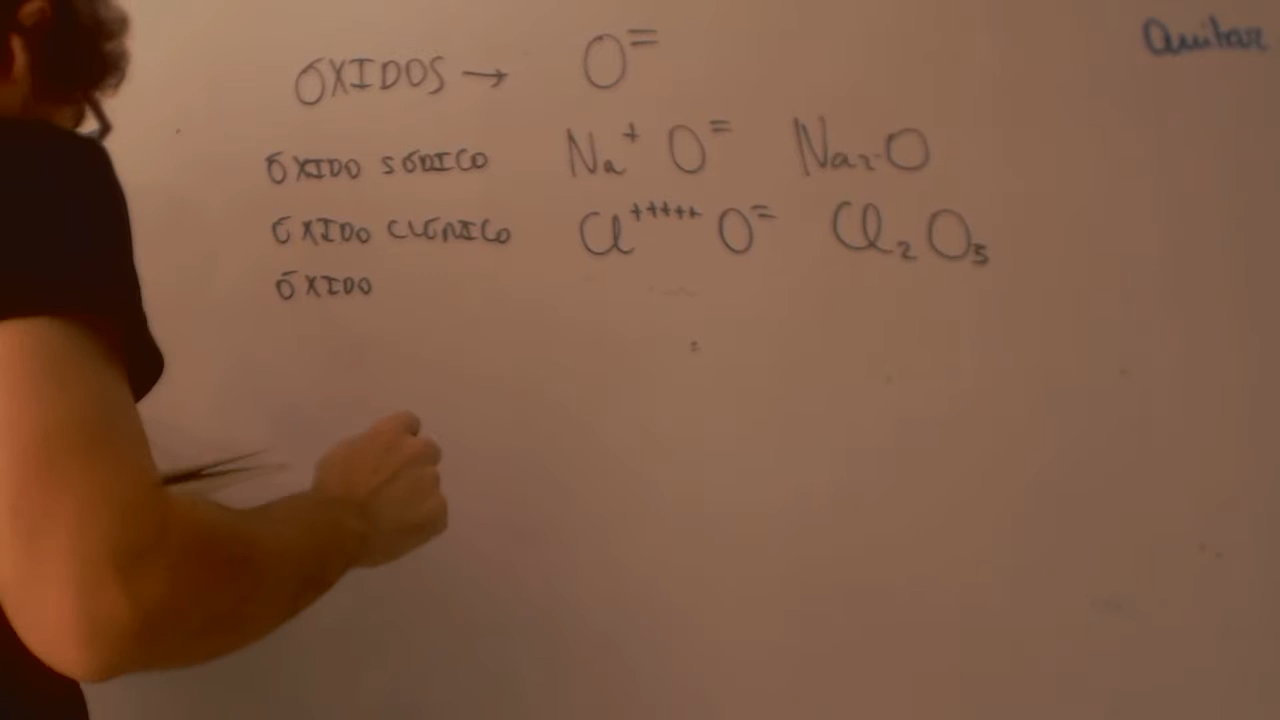 ÓXIDOS → O⁼
ÓXIDO SÓDICO Na⁺ O⁼ Na₂O
ÓXIDO CLÓRICO Cl⁺⁺⁺⁺⁺ O⁼ Cl₂O₅
ÓXIDO
Quitar